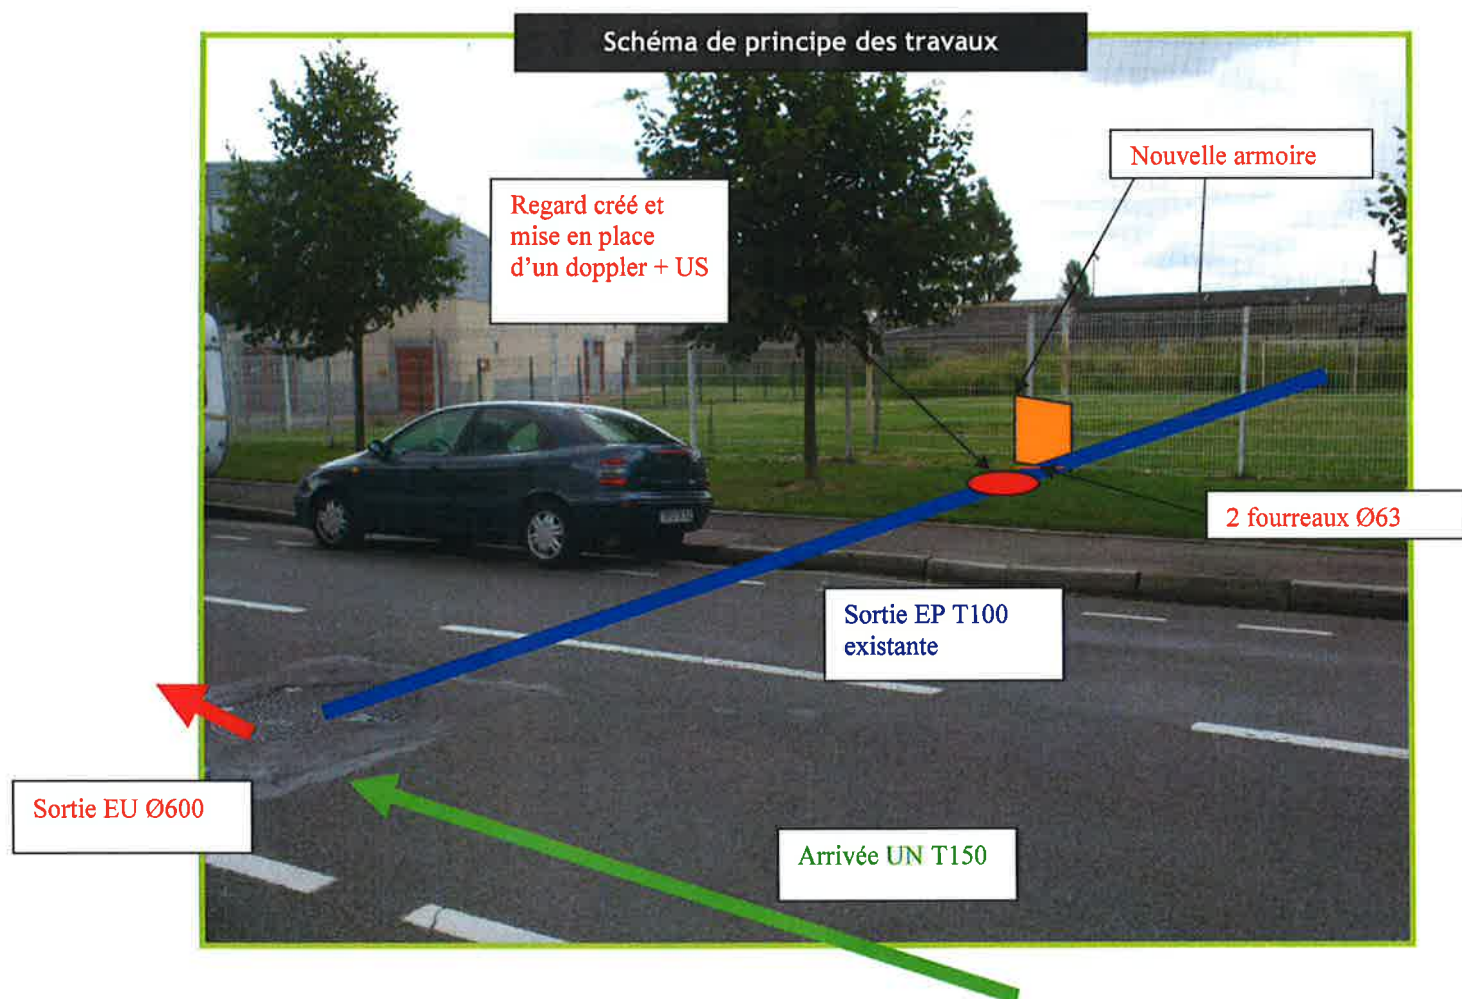 Schéma de principe des travaux
Nouvelle armoire
Regard créé et
mise en place
d'un doppler + US
2 fourreaux Ø63
Sortie EP T100
existante
Sortie EU Ø600
Arrivée UN T150